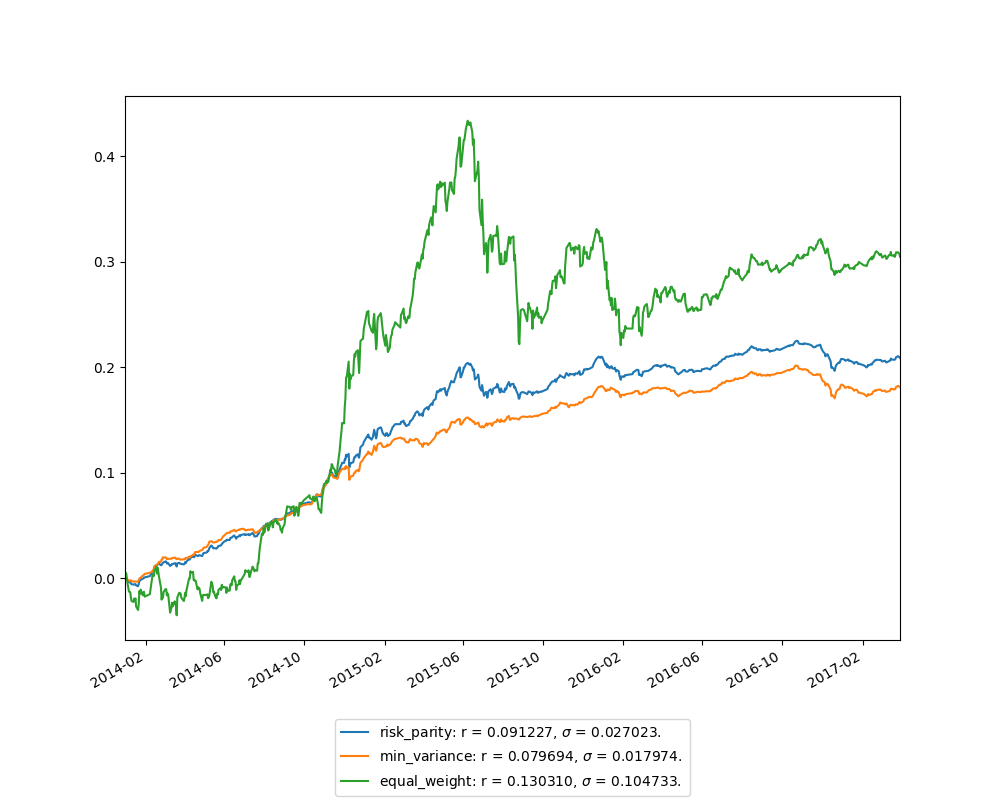 0.4
0.3
0.2
0.1
0.0
2014-02 2014-06 2014-10 2015-02 2015-06 2015-10 2016-02 2016-06 2016-10 2017-02
risk_parity: r = 0.091227, σ = 0.027023.
min_variance: r = 0.079694, σ = 0.017974.
equal_weight: r = 0.130310, σ = 0.104733.